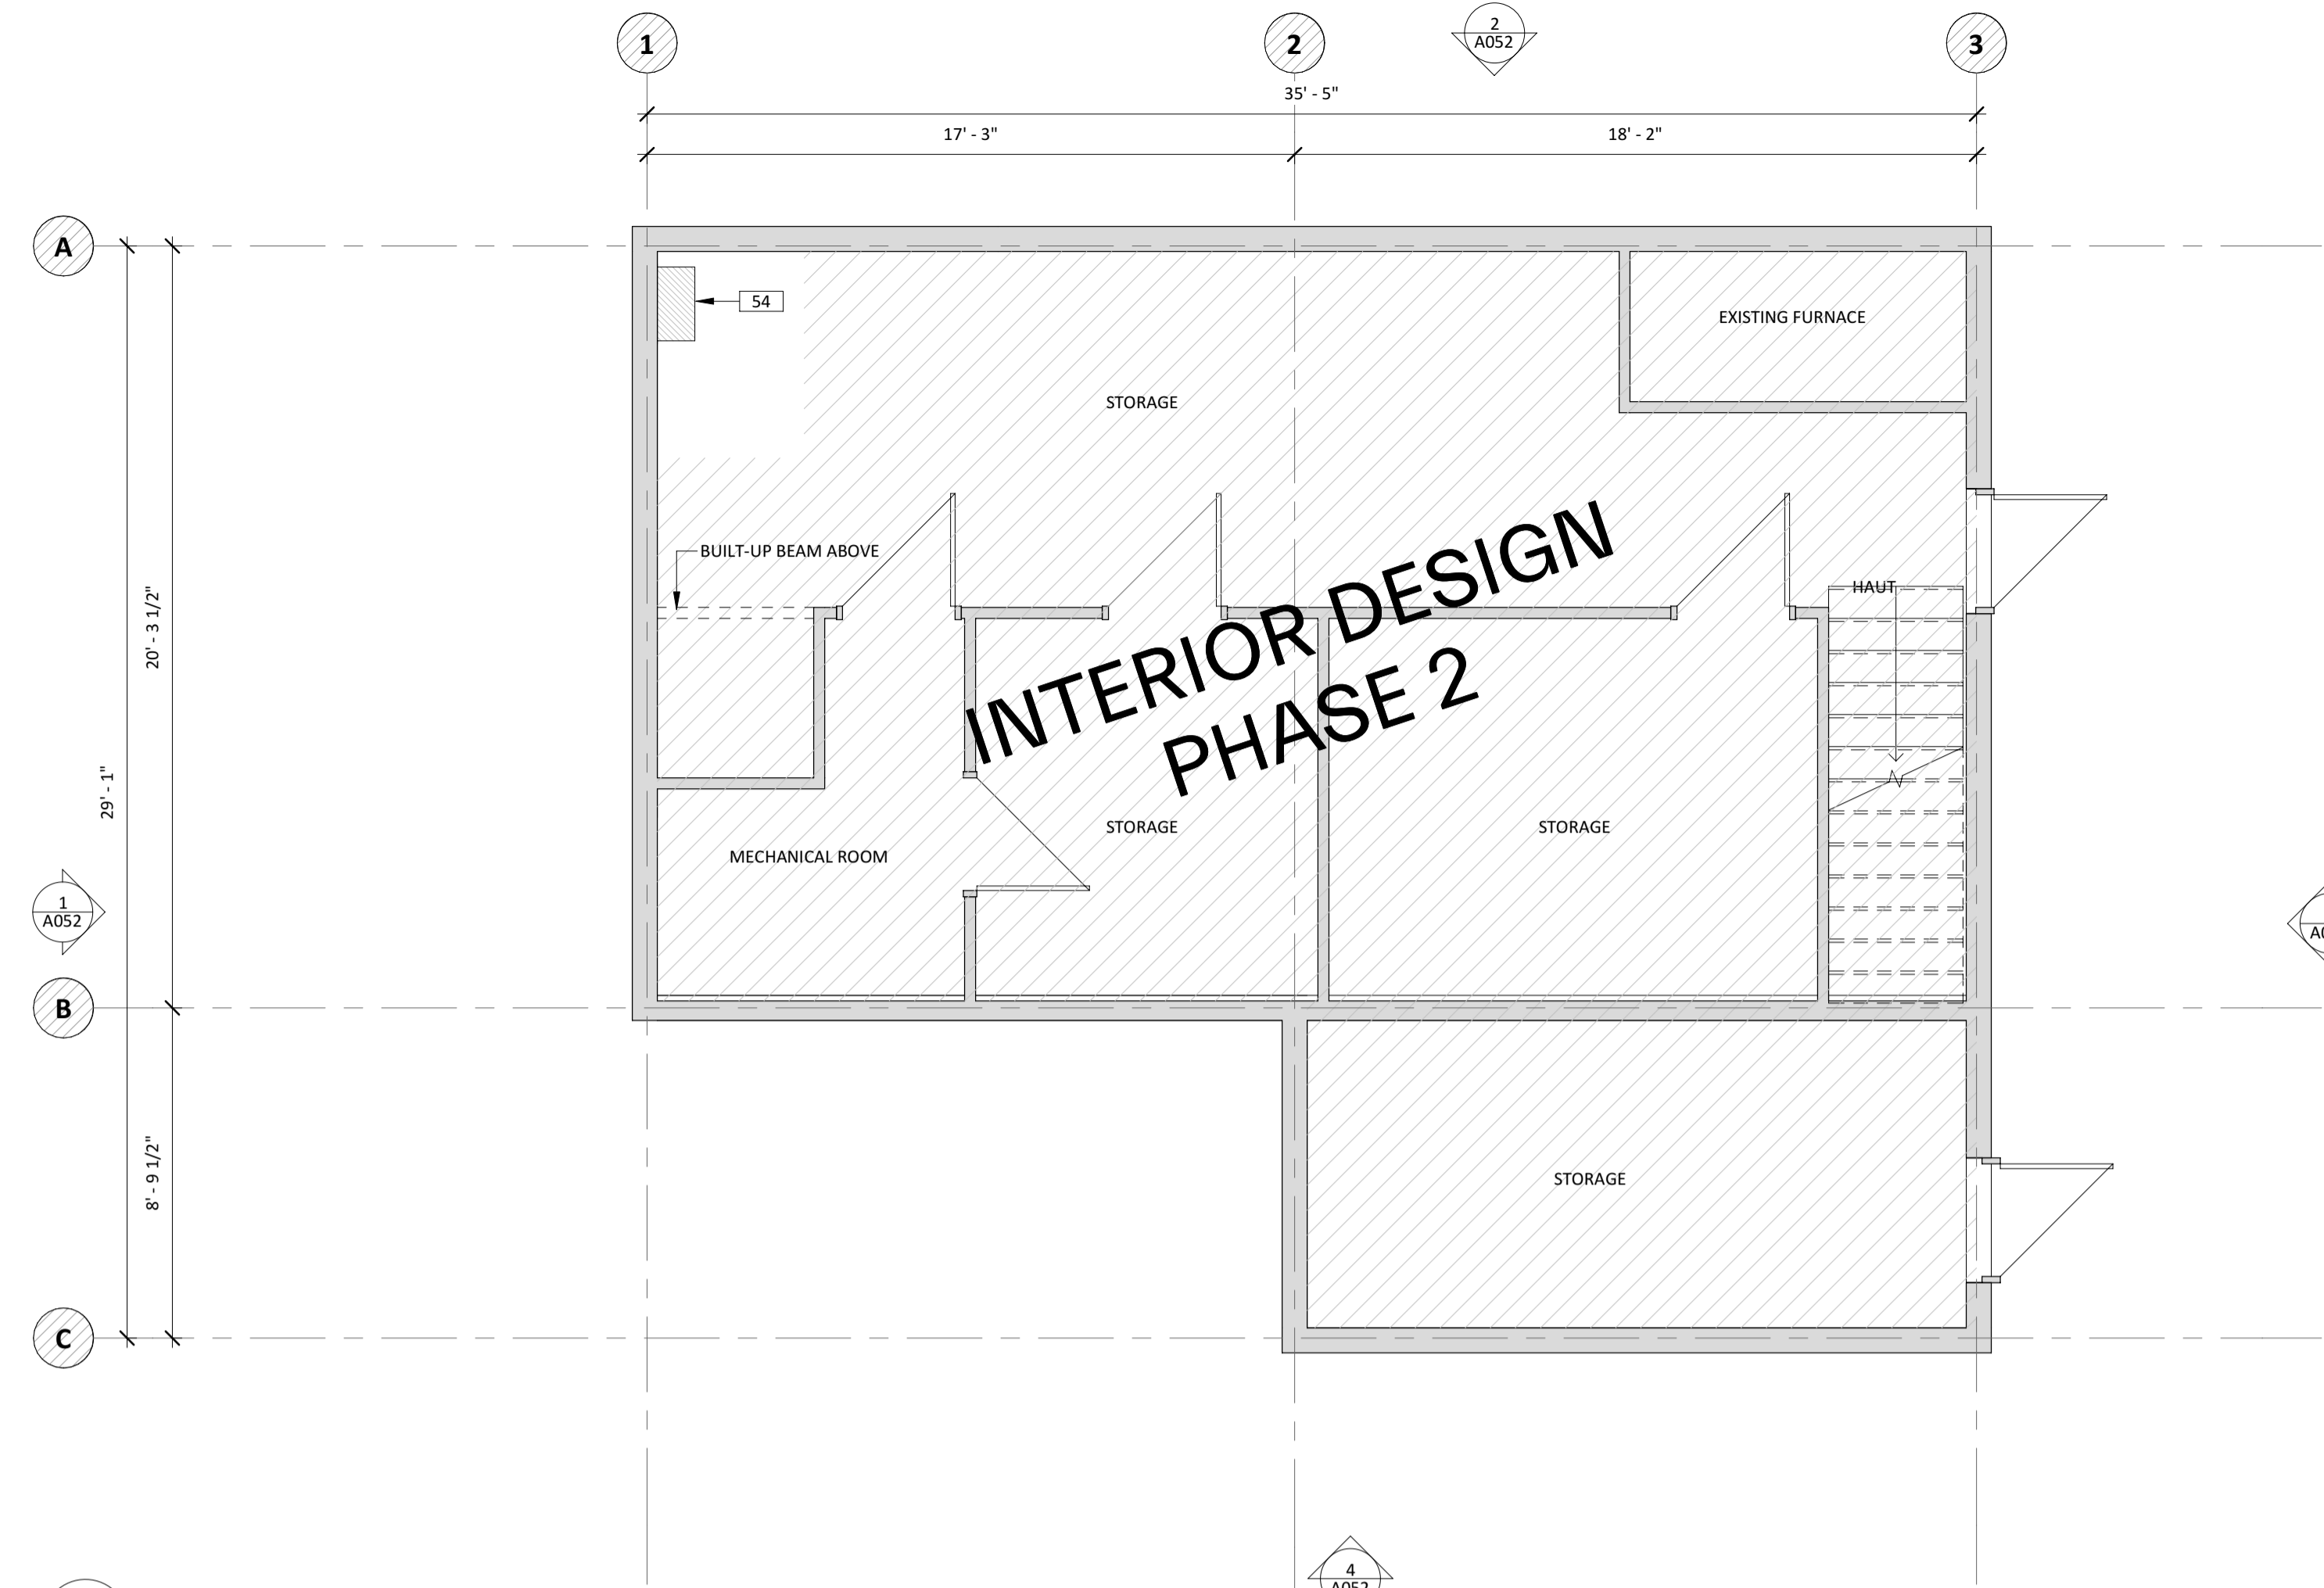 1
2
3
2
A052
35' - 5"
17' - 3"
18' - 2"
A
54
EXISTING FURNACE
STORAGE
BUILT-UP BEAM ABOVE
HAUT
INTERIOR DESIGN
PHASE 2
20' - 3 1/2"
29' - 1"
STORAGE
STORAGE
MECHANICAL ROOM
1
A052
B
8' - 9 1/2"
STORAGE
C
4
A052